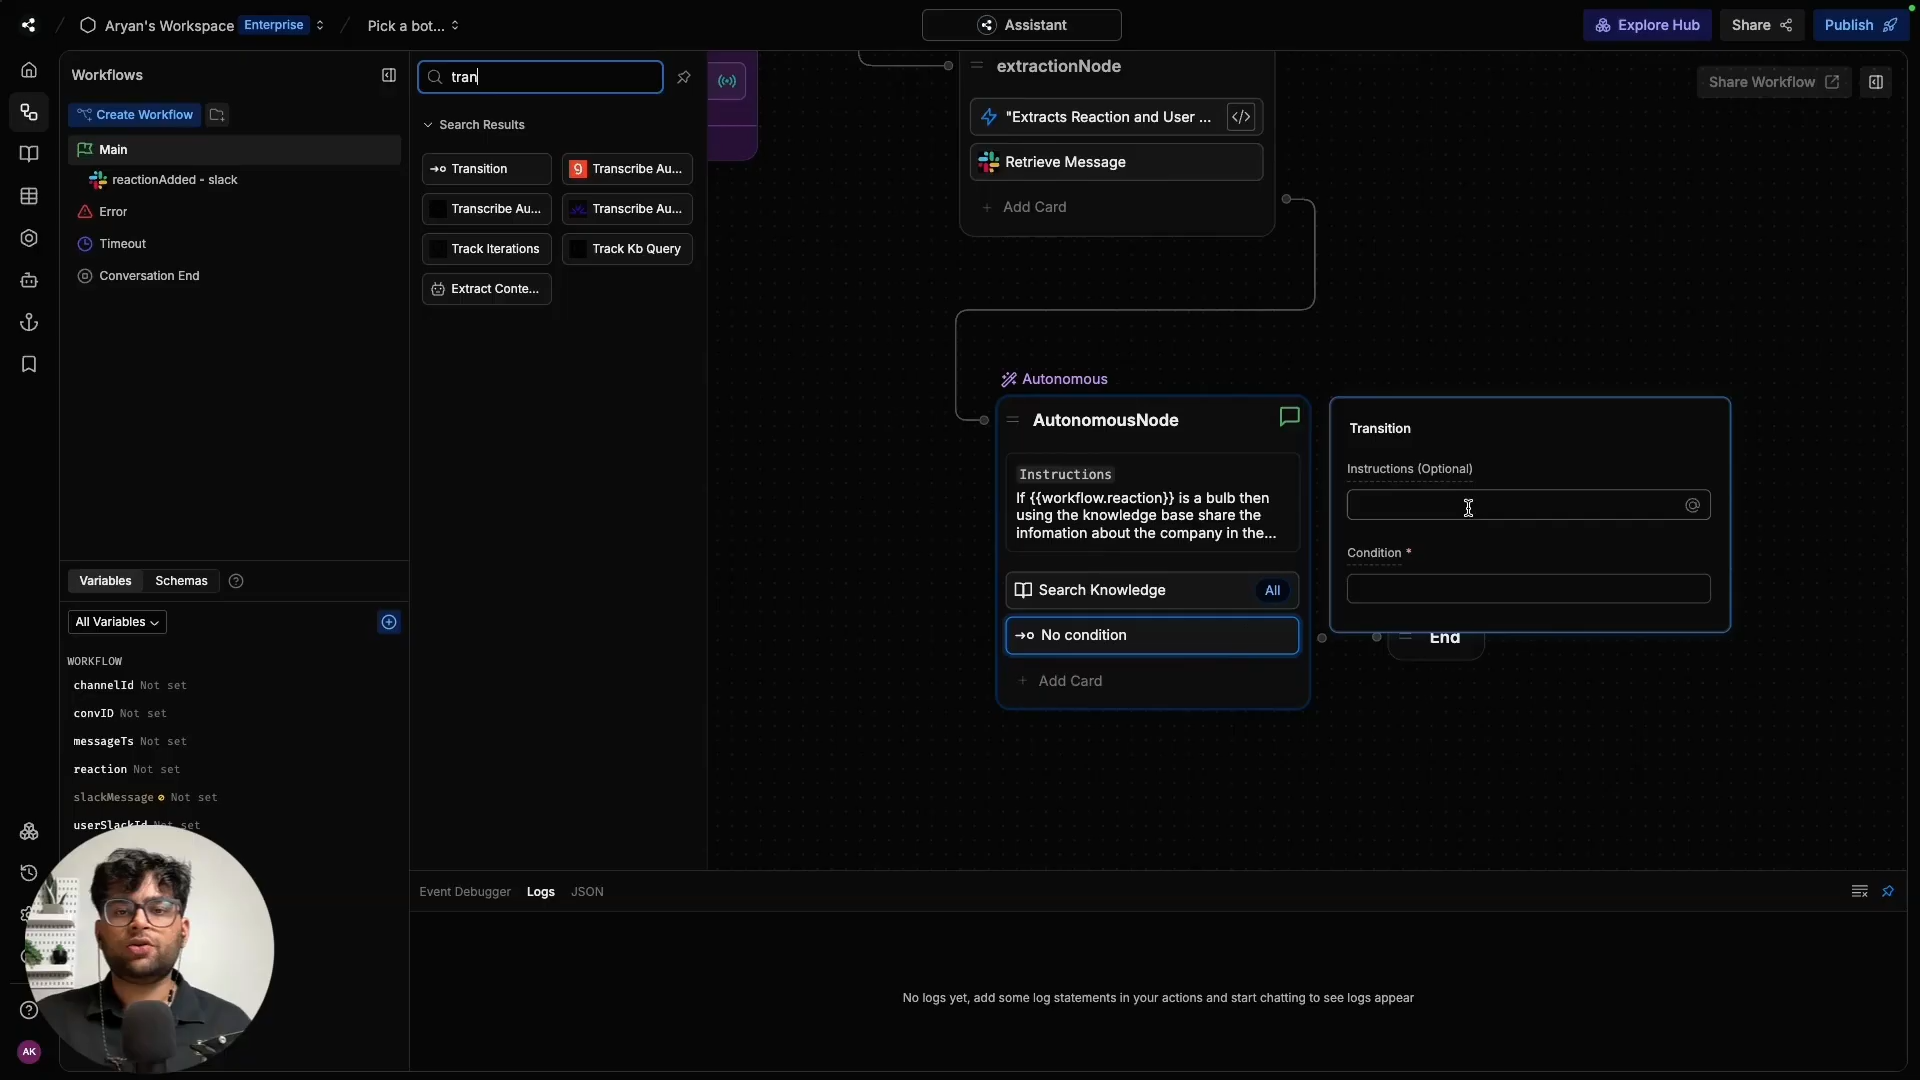 Aryan's Workspace Enterprise
Pick a bot...
Assistant
Explore Hub
Share
Publish
Workflows
Create Workflow
Main
reactionAdded - slack
Error
Timeout
Conversation End
tran
Search Results
Transition
Transcribe Au...
Transcribe Au...
Transcribe Au...
Track Iterations
Track Kb Query
Extract Conte...
extractionNode
"Extracts Reaction and User ...
Retrieve Message
+ Add Card
Share Workflow
Autonomous
AutonomousNode
Instructions
If {{workflow.reaction}} is a bulb then
using the knowledge base share the
infomation about the company in the...
Search Knowledge All
No condition
+ Add Card
Transition
Instructions (Optional)
Condition *
End
Variables
Schemas
All Variables
WORKFLOW
channelId Not set
convID Not set
messageTs Not set
reaction Not set
slackMessage Not set
userSlackId Not set
Event Debugger
Logs
JSON
No logs yet, add some log statements in your actions and start chatting to see logs appear
AK